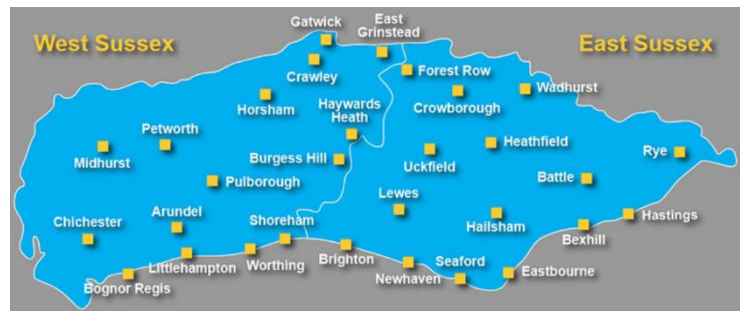 Gatwick
East
Grinstead
West Sussex
East Sussex
Crawley
Forest Row
Wadhurst
Horsham
Haywards
Heath
Crowborough
Petworth
Midhurst
Burgess Hill
Uckfield
Heathfield
Rye
Pulborough
Battle
Lewes
Chichester
Arundel
Shoreham
Hailsham
Hastings
Bexhill
Littlehampton
Worthing
Brighton
Newhaven
Seaford
Eastbourne
Bognor Regis